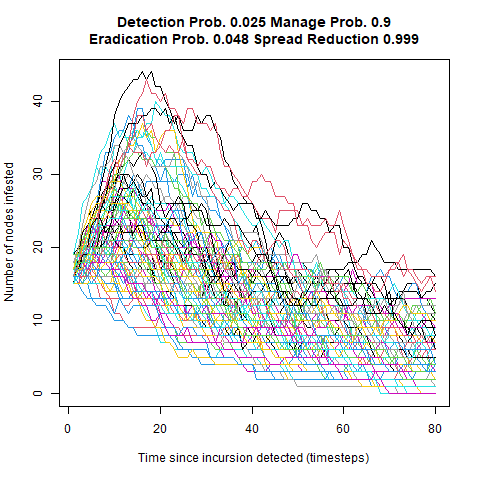 Detection Prob. 0.025 Manage Prob. 0.9
Eradication Prob. 0.048 Spread Reduction 0.999
Number of nodes infested
40
30
20
10
0
0 20 40 60 80
Time since incursion detected (timesteps)